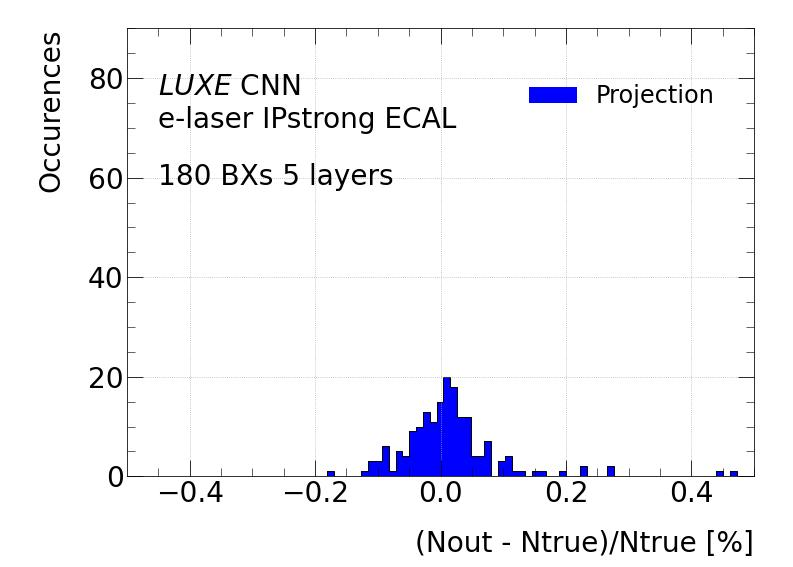 Occurences
80
60
40
20
0
LUXE CNN
e-laser IPstrong ECAL
180 BXs 5 layers
Projection
−0.4 −0.2 0.0 0.2 0.4
(Nout - Ntrue)/Ntrue [%]